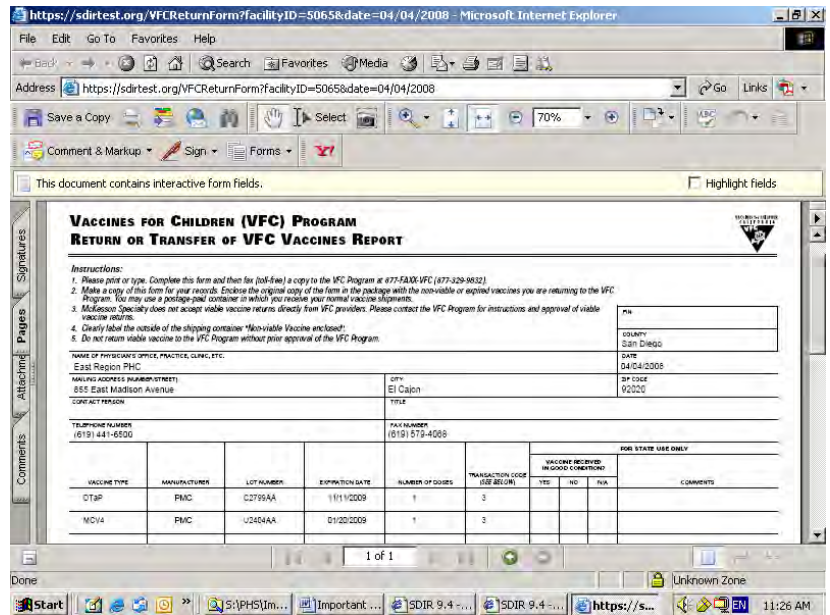 https://sdirtest.org/VFCReturnForm?facilityID=5065&date=04/04/2008 - Microsoft Internet Explorer
File Edit Go To Favorites Help
Back Search Favorites Media
Address https://sdirtest.org/VFCReturnForm?facilityID=5065&date=04/04/2008 Go Links
Save a Copy Select 70%
Comment & Markup Sign Forms Y!
This document contains interactive form fields. Highlight fields
Signatures
Pages
Attachme
Comments
VACCINES FOR CHILDREN (VFC) PROGRAM
RETURN OR TRANSFER OF VFC VACCINES REPORT
Instructions:
1. Please print or type. Complete this form and then fax (toll-free) a copy to the VFC Program at 877-FAXX-VFC (877-329-9832).
2. Make a copy of this form for your records. Enclose the original copy of the form in the package with the non-viable or expired vaccines you are returning to the VFC
Program. You may use a postage-paid container in which you receive your normal vaccine shipments.
3. McKesson Specialty does not accept viable vaccine returns directly from VFC providers. Please contact the VFC Program for instructions and approval of viable
vaccine returns.
4. Clearly label the outside of the shipping container "Non-viable Vaccine enclosed".
5. Do not return viable vaccine to the VFC Program without prior approval of the VFC Program.
PIN
COUNTY
San Diego
NAME OF PHYSICIAN'S OFFICE, PRACTICE, CLINIC, ETC. DATE
East Region PHC 04/04/2008
MAILING ADDRESS (NUMBER/STREET) CITY ZIP CODE
855 East Madison Avenue El Cajon 92020
CONTACT PERSON TITLE
TELEPHONE NUMBER FAX NUMBER
(619) 441-6500 (619) 579-4068
FOR STATE USE ONLY
VACCINE RECEIVED
IN GOOD CONDITION?
VACCINE TYPE MANUFACTURER LOT NUMBER EXPIRATION DATE NUMBER OF DOSES TRANSACTION CODE (SEE BELOW) YES NO N/A COMMENTS
DTaP PMC C2799AA 11/11/2009 1 3
MCV4 PMC U2404AA 01/20/2009 1 3
1 of 1
Done Unknown Zone
Start S:\PHS\Im... Important ... SDIR 9.4 -... SDIR 9.4 -... https://s... EN 11:26 AM